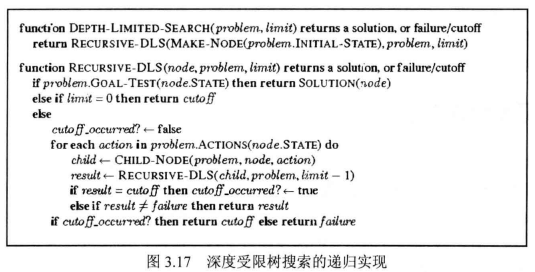 function DEPTH-LIMITED-SEARCH(problem, limit) returns a solution, or failure/cutoff
return RECURSIVE-DLS(MAKE-NODE(problem.INITIAL-STATE), problem, limit)
function RECURSIVE-DLS(node, problem, limit) returns a solution, or failure/cutoff
if problem.GOAL-TEST(node.STATE) then return SOLUTION(node)
else if limit = 0 then return cutoff
else
cutoff_occurred? ← false
for each action in problem.ACTIONS(node.STATE) do
child ← CHILD-NODE(problem, node, action)
result ← RECURSIVE-DLS(child, problem, limit − 1)
if result = cutoff then cutoff_occurred? ← true
else if result ≠ failure then return result
if cutoff_occurred? then return cutoff else return failure
图 3.17 深度受限树搜索的递归实现